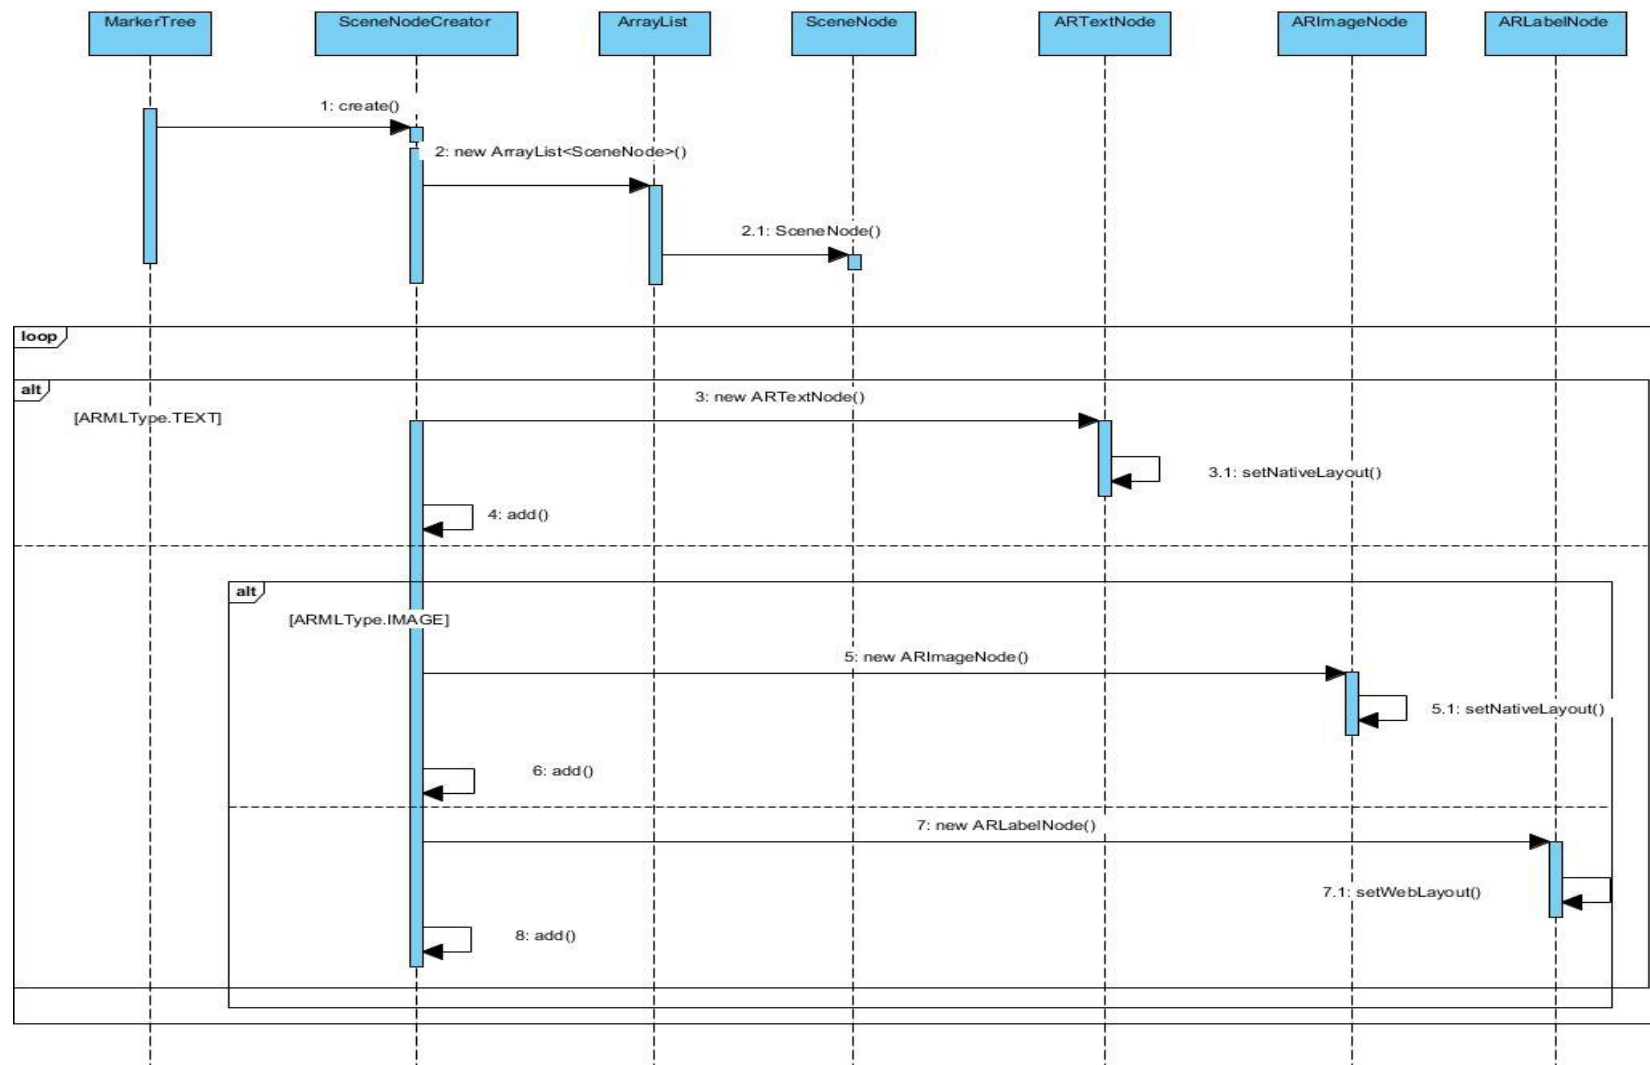 MarkerTree
SceneNodeCreator
ArrayList
SceneNode
ARTextNode
ARImageNode
ARLabelNode
1: create()
2: new ArrayList<SceneNode>()
2.1: SceneNode()
loop
alt
[ARMLType.TEXT]
3: new ARTextNode()
3.1: setNativeLayout()
4: add()
alt
[ARMLType.IMAGE]
5: new ARImageNode()
5.1: setNativeLayout()
6: add()
7: new ARLabelNode()
7.1: setWebLayout()
8: add()